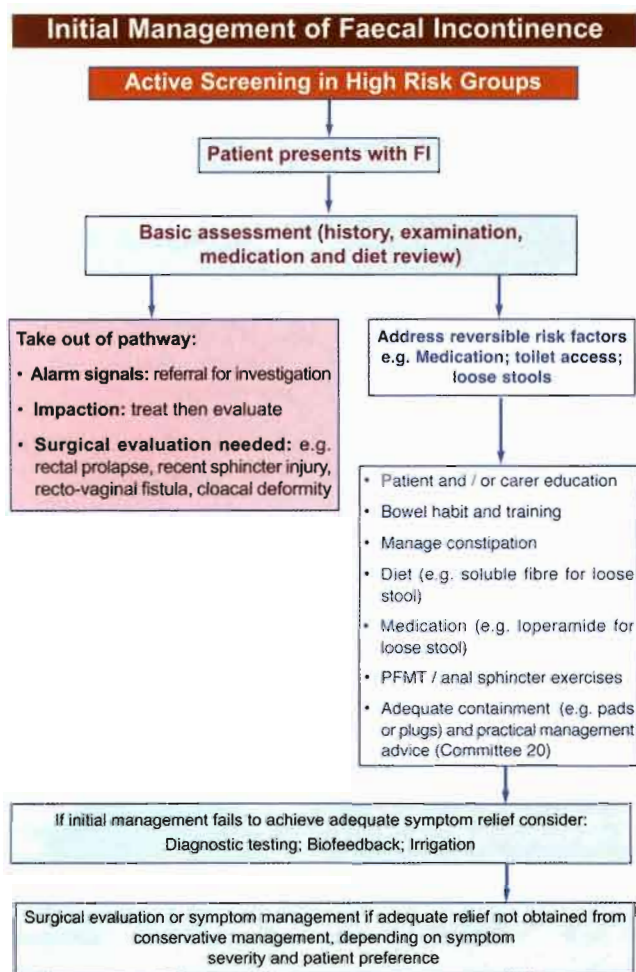 Initial Management of Faecal Incontinence
Active Screening in High Risk Groups
Patient presents with FI
Basic assessment (history, examination,
medication and diet review)
Take out of pathway:
• Alarm signals: referral for investigation
• Impaction: treat then evaluate
• Surgical evaluation needed: e.g.
rectal prolapse, recent sphincter injury,
recto-vaginal fistula, cloacal deformity
Address reversible risk factors
e.g. Medication; toilet access;
loose stools
• Patient and / or carer education
• Bowel habit and training
• Manage constipation
• Diet (e.g. soluble fibre for loose
stool)
• Medication (e.g. loperamide for
loose stool)
• PFMT / anal sphincter exercises
• Adequate containment (e.g. pads
or plugs) and practical management
advice (Committee 20)
If initial management fails to achieve adequate symptom relief consider:
Diagnostic testing; Biofeedback; Irrigation
Surgical evaluation or symptom management if adequate relief not obtained from
conservative management, depending on symptom
severity and patient preference